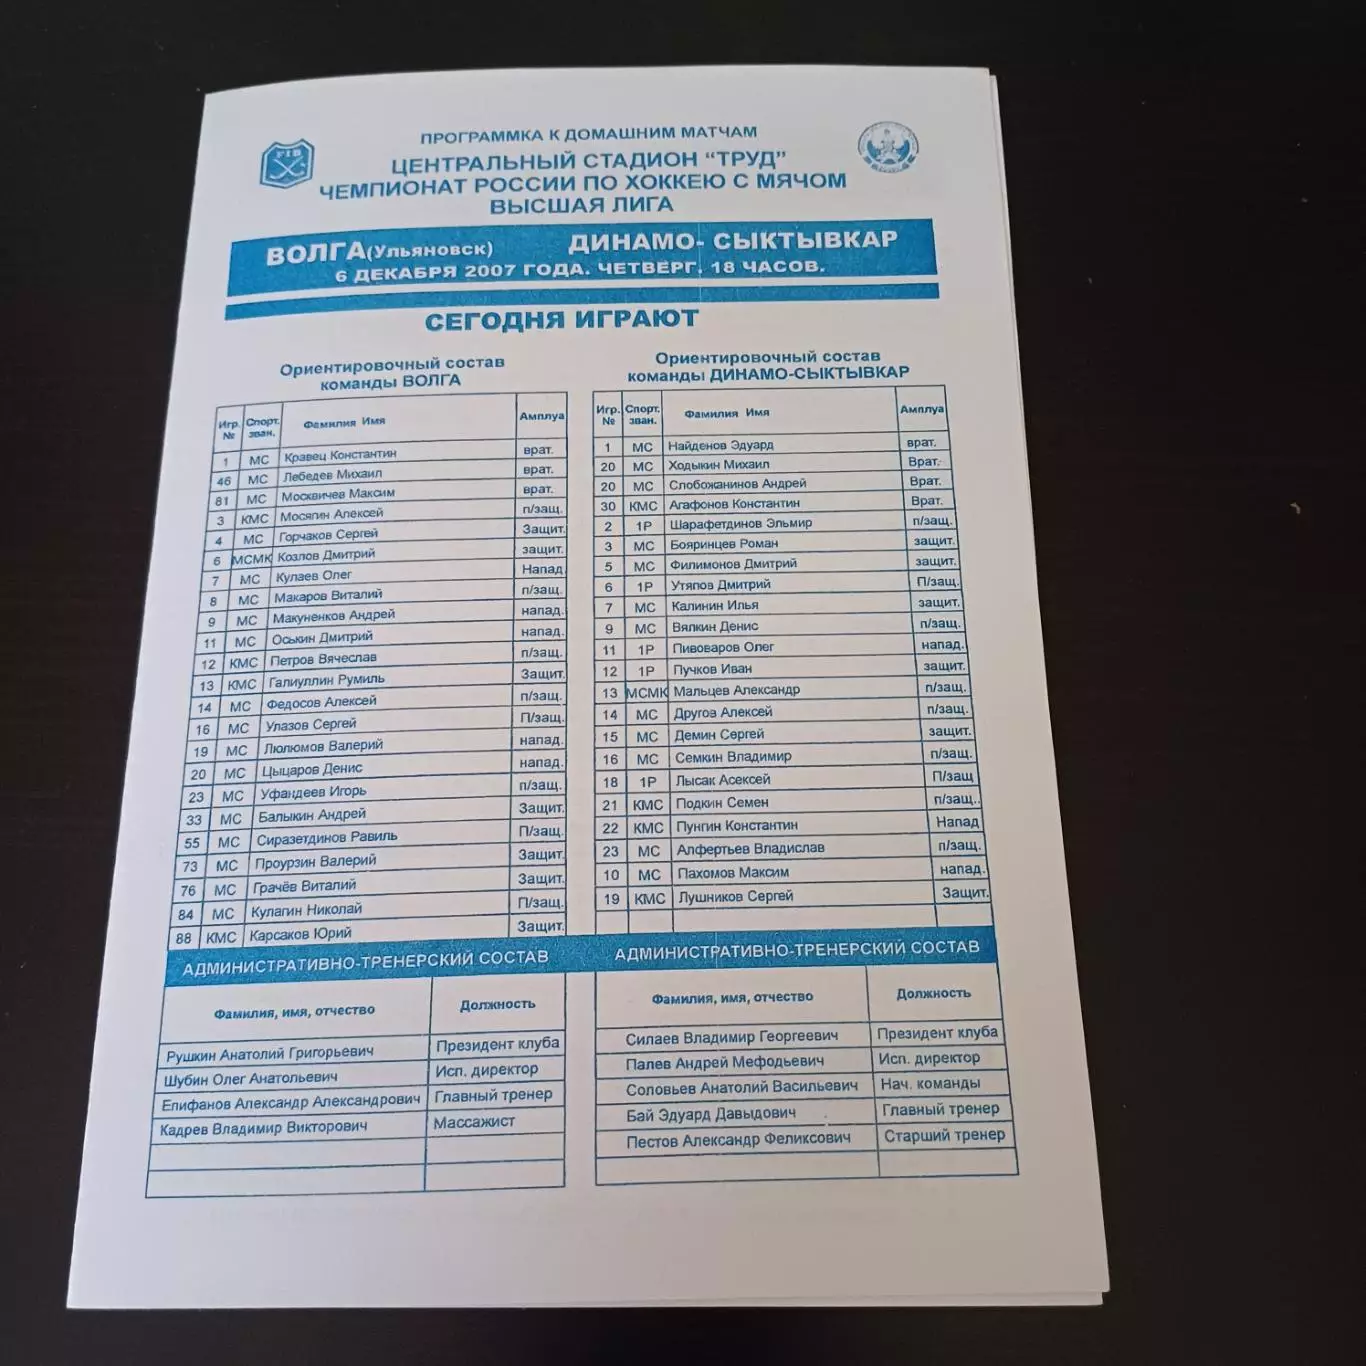 FIB
ПРОГРАММКА К ДОМАШНИМ МАТЧАМ
ЦЕНТРАЛЬНЫЙ СТАДИОН "ТРУД"
ЧЕМПИОНАТ РОССИИ ПО ХОККЕЮ С МЯЧОМ
ВЫСШАЯ ЛИГА
ВОЛГА(Ульяновск) ДИНАМО- СЫКТЫВКАР
6 ДЕКАБРЯ 2007 ГОДА. ЧЕТВЕРГ. 18 ЧАСОВ.
СЕГОДНЯ ИГРАЮТ
Ориентировочный состав
команды ВОЛГА
Игр. № Спорт. зван. Фамилия Имя Амплуа
1 МС Кравец Константин врат.
46 МС Лебедев Михаил врат.
81 МС Москвичев Максим врат.
3 КМС Мосягин Алексей п/защ.
4 МС Горчаков Сергей Защит.
6 МСМК Козлов Дмитрий защит.
7 МС Кулаев Олег Напад.
8 МС Макаров Виталий п/защ.
9 МС Макуненков Андрей напад.
11 МС Оськин Дмитрий напад.
12 КМС Петров Вячеслав п/защ.
13 КМС Галиуллин Румиль Защит.
14 МС Федосов Алексей п/защ.
16 МС Улазов Сергей П/защ.
19 МС Люлюмов Валерий напад.
20 МС Цыцаров Денис напад.
23 МС Уфандеев Игорь п/защ.
33 МС Балыкин Андрей Защит.
55 МС Сиразетдинов Равиль П/защ.
73 МС Проурзин Валерий Защит.
76 МС Грачёв Виталий Защит.
84 МС Кулагин Николай П/защ.
88 КМС Карсаков Юрий Защит.
Ориентировочный состав
команды ДИНАМО-СЫКТЫВКАР
Игр. № Спорт. зван. Фамилия Имя Амплуа
1 МС Найденов Эдуард врат.
20 МС Ходыкин Михаил Врат.
20 МС Слобожанинов Андрей Врат.
30 КМС Агафонов Константин Врат.
2 1Р Шарафетдинов Эльмир п/защ.
3 МС Бояринцев Роман защит.
5 МС Филимонов Дмитрий защит.
6 1Р Утяпов Дмитрий П/защ.
7 МС Калинин Илья защит.
9 МС Вялкин Денис п/защ.
11 1Р Пивоваров Олег напад.
12 1Р Пучков Иван защит.
13 МСМК Мальцев Александр п/защ.
14 МС Другов Алексей п/защ.
15 МС Демин Сергей защит.
16 МС Семкин Владимир п/защ.
18 1Р Лысак Асексей П/защ
21 КМС Подкин Семен п/защ..
22 КМС Пунгин Константин Напад
23 МС Алфертьев Владислав п/защ.
10 МС Пахомов Максим напад.
19 КМС Лушников Сергей Защит.
АДМИНИСТРАТИВНО-ТРЕНЕРСКИЙ СОСТАВ
Фамилия, имя, отчество Должность
Рушкин Анатолий Григорьевич Президент клуба
Шубин Олег Анатольевич Исп. директор
Епифанов Александр Александрович Главный тренер
Кадрев Владимир Викторович Массажист
АДМИНИСТРАТИВНО-ТРЕНЕРСКИЙ СОСТАВ
Фамилия, имя, отчество Должность
Силаев Владимир Георгеевич Президент клуба
Палев Андрей Мефодьевич Исп. директор
Соловьев Анатолий Васильевич Нач. команды
Бай Эдуард Давыдович Главный тренер
Пестов Александр Феликсович Старший тренер